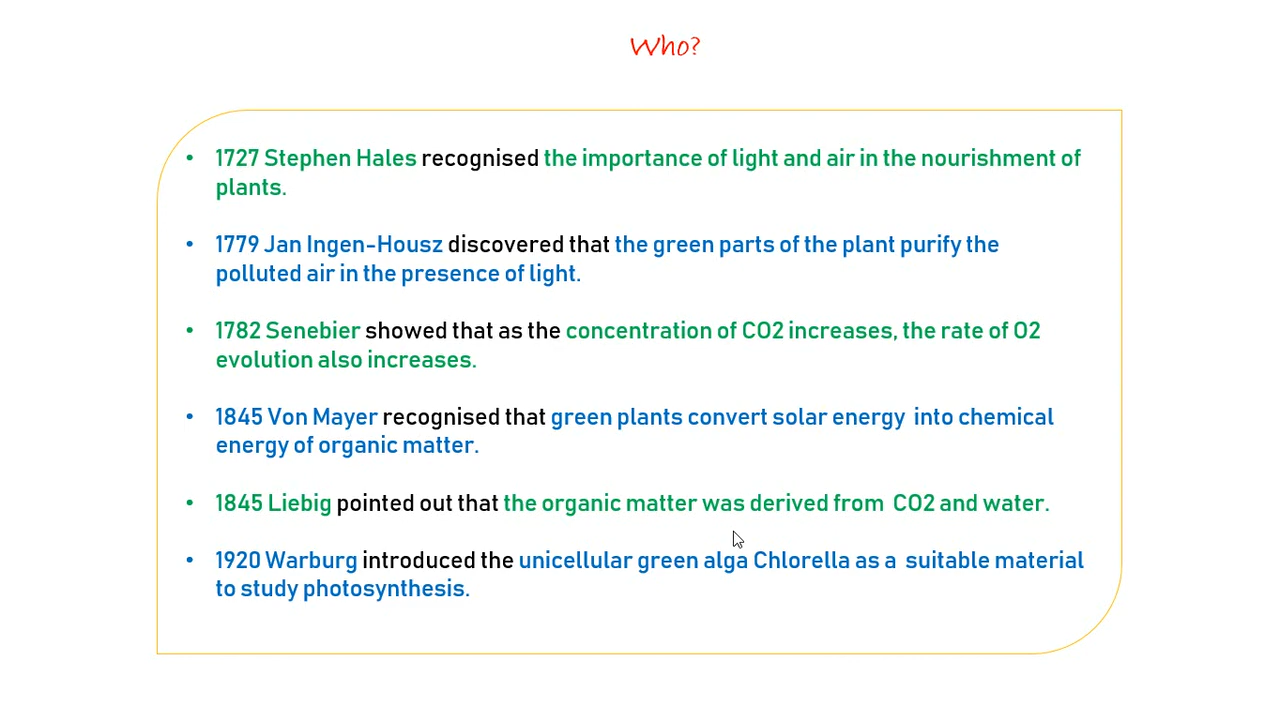 Who?
• 1727 Stephen Hales recognised the importance of light and air in the nourishment of
plants.
• 1779 Jan Ingen-Housz discovered that the green parts of the plant purify the
polluted air in the presence of light.
• 1782 Senebier showed that as the concentration of CO2 increases, the rate of O2
evolution also increases.
• 1845 Von Mayer recognised that green plants convert solar energy into chemical
energy of organic matter.
• 1845 Liebig pointed out that the organic matter was derived from CO2 and water.
• 1920 Warburg introduced the unicellular green alga Chlorella as a suitable material
to study photosynthesis.